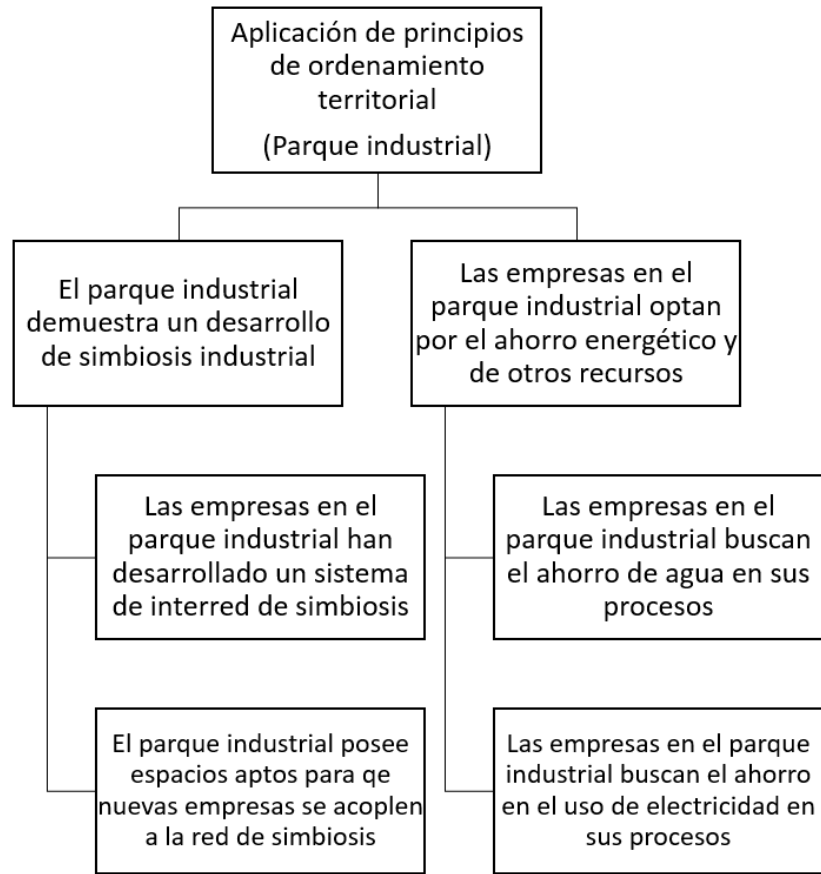 Aplicación de principios
de ordenamiento
territorial
(Parque industrial)
El parque industrial
demuestra un desarrollo
de simbiosis industrial
Las empresas en el
parque industrial han
desarrollado un sistema
de interred de simbiosis
El parque industrial posee
espacios aptos para qe
nuevas empresas se acoplen
a la red de simbiosis
Las empresas en el
parque industrial optan
por el ahorro energético y
de otros recursos
Las empresas en el
parque industrial buscan
el ahorro de agua en sus
procesos
Las empresas en el parque
industrial buscan el ahorro
en el uso de electricidad en
sus procesos